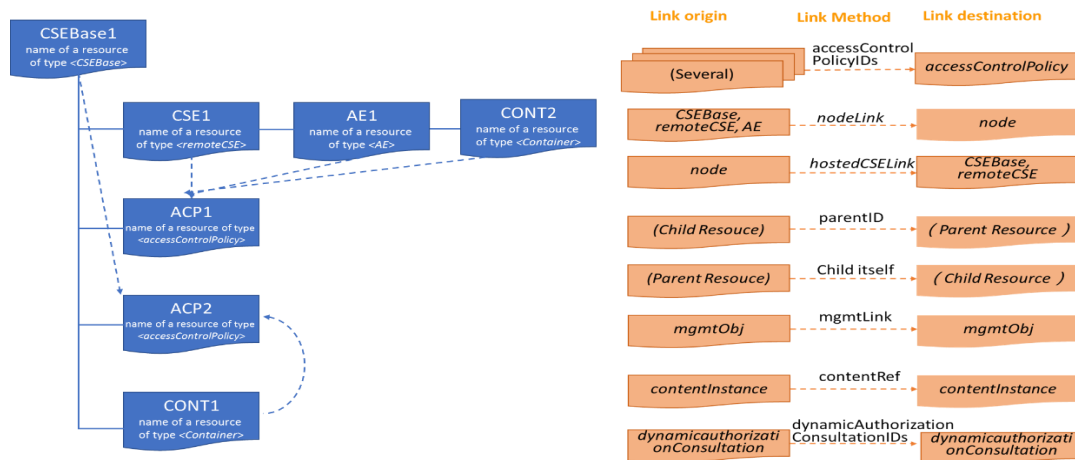 CSEBase1
name of a resource
of type <CSEBase>
CSE1
name of a resource
of type <remoteCSE>
AE1
name of a resource
of type <AE>
CONT2
name of a resource
of type <Container>
ACP1
name of a resource of type
<accessControlPolicy>
ACP2
name of a resource of type
<accessControlPolicy>
CONT1
name of a resource
of type <Container>
Link origin
Link Method
Link destination
(Several)
accessControl
PolicyIDs
accessControlPolicy
CSEBase,
remoteCSE, AE
nodeLink
node
node
hostedCSELink
CSEBase,
remoteCSE
(Child Resouce)
parentID
( Parent Resource )
(Parent Resouce)
Child itself
( Child Resource )
mgmtObj
mgmtLink
mgmtObj
contentInstance
contentRef
contentInstance
dynamicauthorizati
onConsultation
dynamicAuthorization
ConsultationIDs
dynamicauthorizati
onConsultation